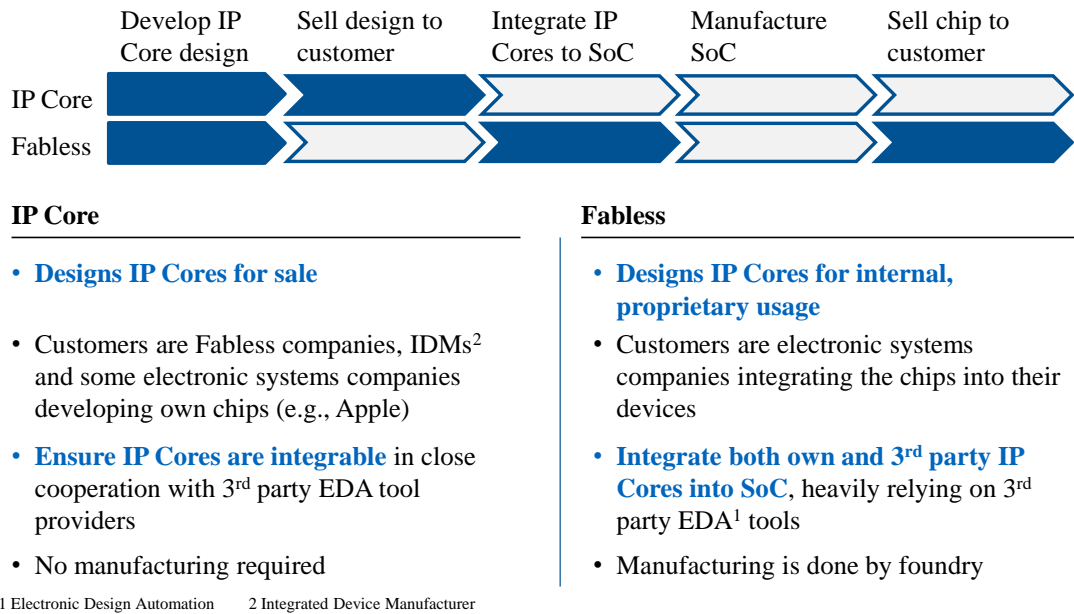 Develop IP
Core design
Sell design to
customer
Integrate IP
Cores to SoC
Manufacture
SoC
Sell chip to
customer
IP Core
Fabless
IP Core
• Designs IP Cores for sale
• Customers are Fabless companies, IDMs²
and some electronic systems companies
developing own chips (e.g., Apple)
• Ensure IP Cores are integrable in close
cooperation with 3rd party EDA tool
providers
• No manufacturing required
Fabless
• Designs IP Cores for internal,
proprietary usage
• Customers are electronic systems
companies integrating the chips into their
devices
• Integrate both own and 3rd party IP
Cores into SoC, heavily relying on 3rd
party EDA¹ tools
• Manufacturing is done by foundry
1 Electronic Design Automation 2 Integrated Device Manufacturer